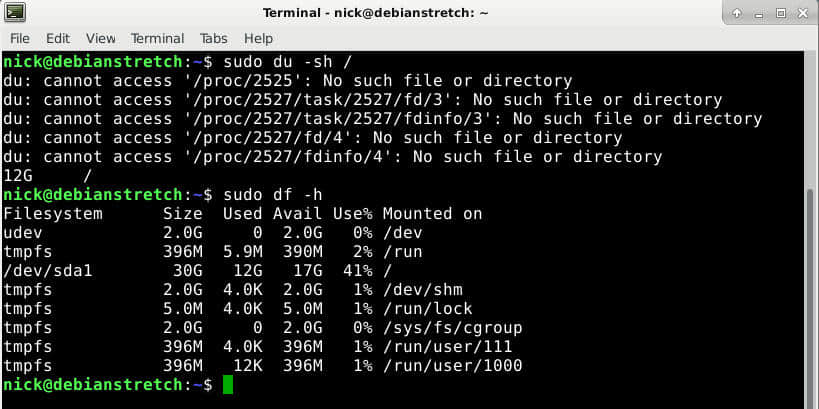 Terminal - nick@debianstretch: ~
File Edit View Terminal Tabs Help
nick@debianstretch:~$ sudo du -sh /
du: cannot access '/proc/2525': No such file or directory
du: cannot access '/proc/2527/task/2527/fd/3': No such file or directory
du: cannot access '/proc/2527/task/2527/fdinfo/3': No such file or directory
du: cannot access '/proc/2527/fd/4': No such file or directory
du: cannot access '/proc/2527/fdinfo/4': No such file or directory
12G     /
nick@debianstretch:~$ sudo df -h
Filesystem      Size  Used Avail Use% Mounted on
udev            2.0G     0  2.0G   0% /dev
tmpfs           396M  5.9M  390M   2% /run
/dev/sda1        30G   12G   17G  41% /
tmpfs           2.0G  4.0K  2.0G   1% /dev/shm
tmpfs           5.0M  4.0K  5.0M   1% /run/lock
tmpfs           2.0G     0  2.0G   0% /sys/fs/cgroup
tmpfs           396M  4.0K  396M   1% /run/user/111
tmpfs           396M   12K  396M   1% /run/user/1000
nick@debianstretch:~$